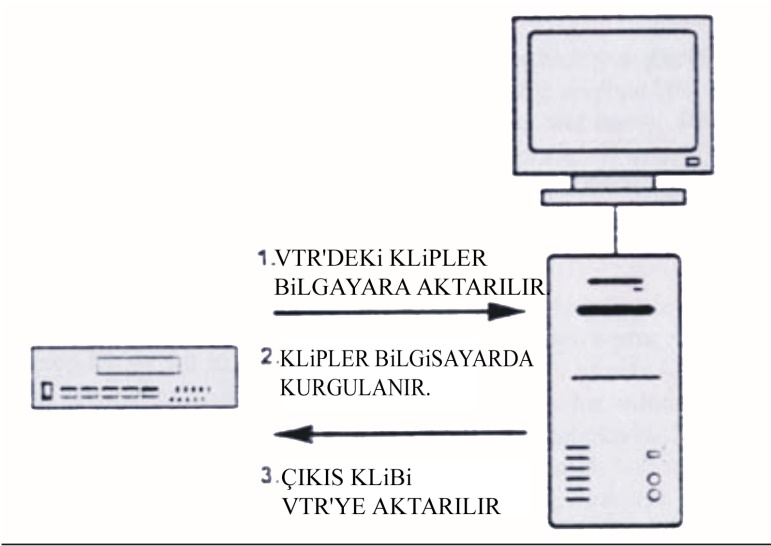 1.VTR'DEKi KLiPLER
BiLGAYARA AKTARILIR.
2.KLiPLER BiLGiSAYARDA
KURGULANIR.
3.ÇIKIS KLiBi
VTR'YE AKTARILIR